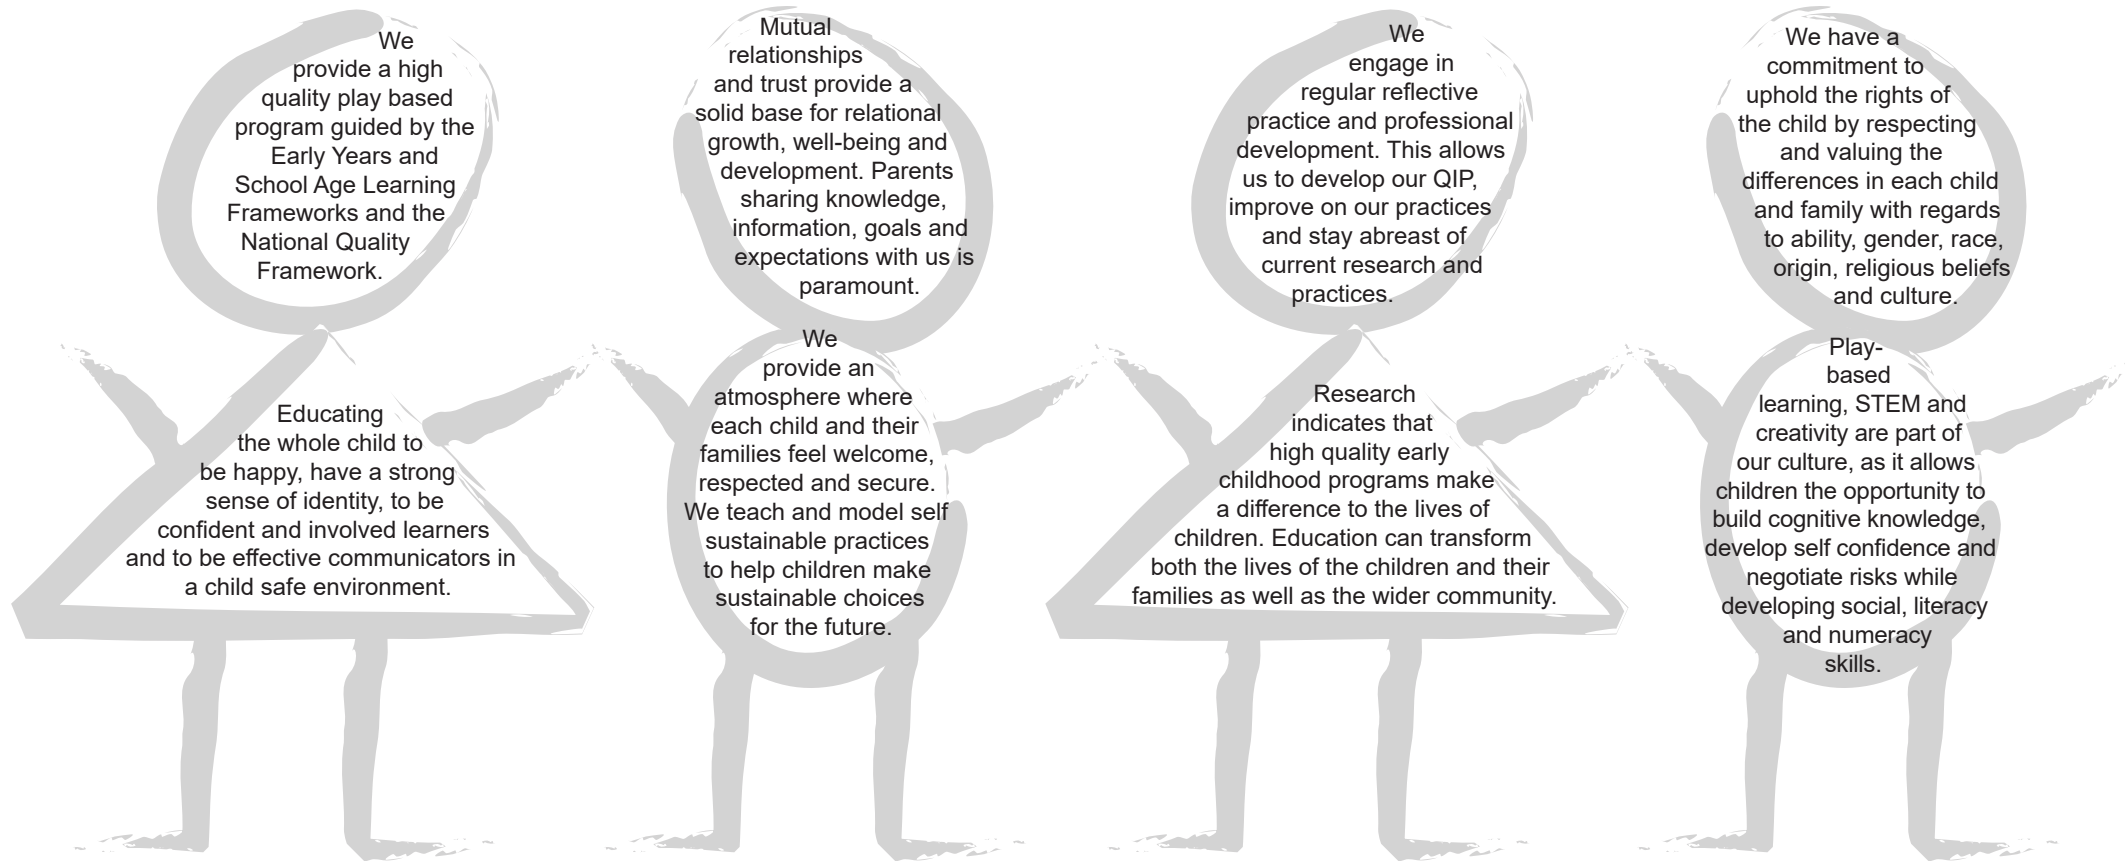 We
provide a high
quality play based
program guided by the
Early Years and
School Age Learning
Frameworks and the
National Quality
Framework.
Educating
the whole child to
be happy, have a strong
sense of identity, to be
confident and involved learners
and to be effective communicators in
a child safe environment.
Mutual
relationships
and trust provide a
solid base for relational
growth, well-being and
development. Parents
sharing knowledge,
information, goals and
expectations with us is
paramount.
We
provide an
atmosphere where
each child and their
families feel welcome,
respected and secure.
We teach and model self
sustainable practices
to help children make
sustainable choices
for the future.
We
engage in
regular reflective
practice and professional
development. This allows
us to develop our QIP,
improve on our practices
and stay abreast of
current research and
practices.
Research
indicates that
high quality early
childhood programs make
a difference to the lives of
children. Education can transform
both the lives of the children and their
families as well as the wider community.
We have a
commitment to
uphold the rights of
the child by respecting
and valuing the
differences in each child
and family with regards
to ability, gender, race,
origin, religious beliefs
and culture.
Play-
based
learning, STEM and
creativity are part of
our culture, as it allows
children the opportunity to
build cognitive knowledge,
develop self confidence and
negotiate risks while
developing social, literacy
and numeracy
skills.